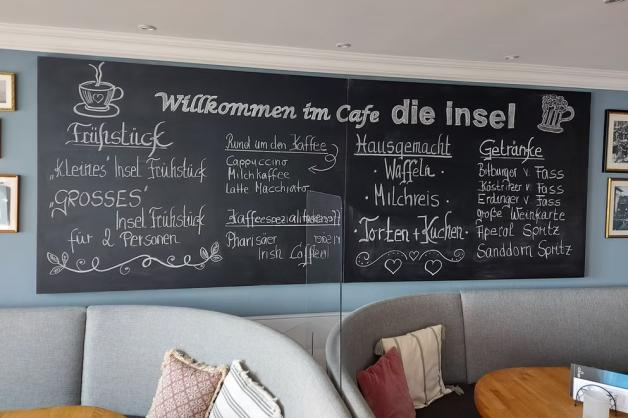 Willkommen im Cafe die insel
Frühstück
„Kleines" Insel Frühstück
„GROSSES"
Insel Frühstück
für 2 Personen
Rund um den Kaffee
Cappuccino
Milchkaffee
Latte Macchiato
Pharisäer
Irish Coffee
Hausgemacht
· Waffeln ·
· Milchreis ·
· Torten + Kuchen ·
Getränke
Bitburger v. Fass
Köstritzer v. Fass
Erdinger v. Fass
große Weinkarte
Aperol Spritz
Sanddorn Spritz